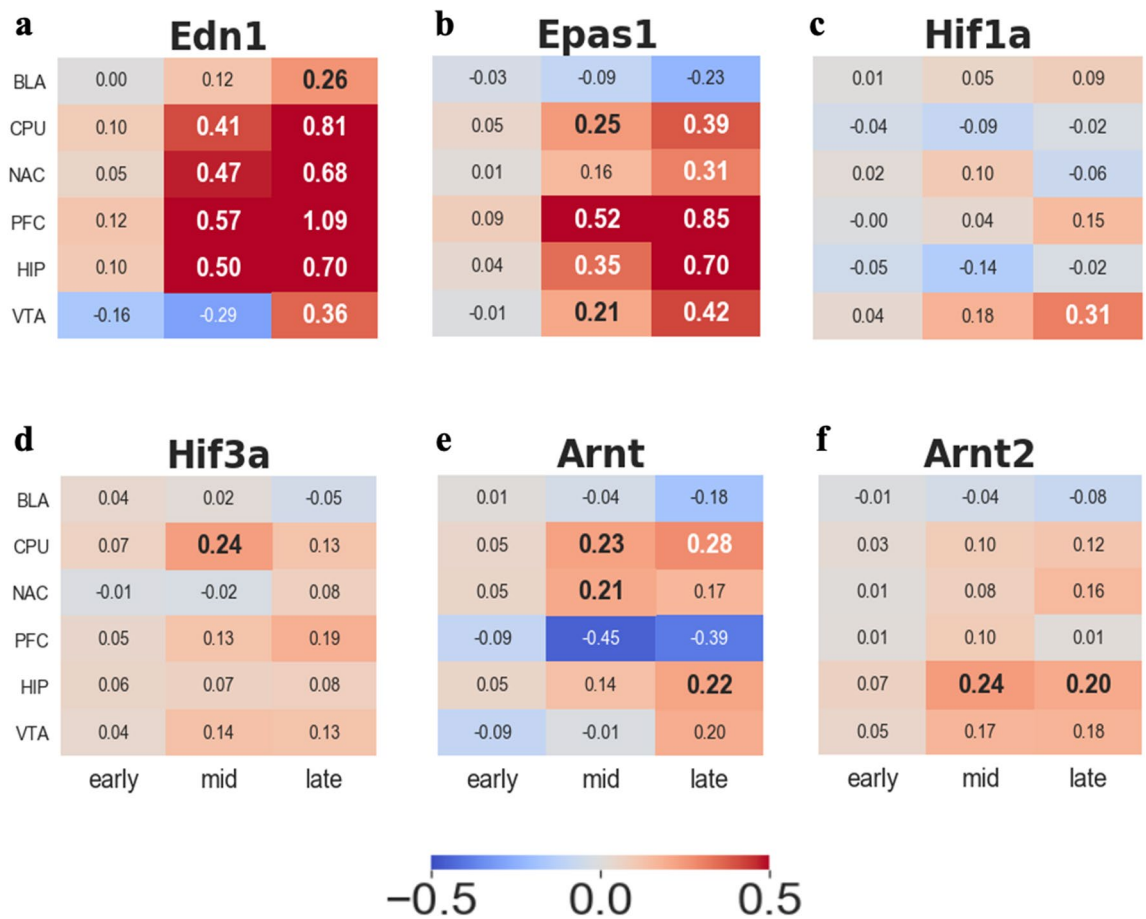 a b c
Edn1 Epas1 Hif1a
BLA 0.00 0.12 0.26 -0.03 -0.09 -0.23 0.01 0.05 0.09
CPU 0.10 0.41 0.81 0.05 0.25 0.39 -0.04 -0.09 -0.02
NAC 0.05 0.47 0.68 0.01 0.16 0.31 0.02 0.10 -0.06
PFC 0.12 0.57 1.09 0.09 0.52 0.85 -0.00 0.04 0.15
HIP 0.10 0.50 0.70 0.04 0.35 0.70 -0.05 -0.14 -0.02
VTA -0.16 -0.29 0.36 -0.01 0.21 0.42 0.04 0.18 0.31
d e f
Hif3a Arnt Arnt2
BLA 0.04 0.02 -0.05 0.01 -0.04 -0.18 -0.01 -0.04 -0.08
CPU 0.07 0.24 0.13 0.05 0.23 0.28 0.03 0.10 0.12
NAC -0.01 -0.02 0.08 0.05 0.21 0.17 0.01 0.08 0.16
PFC 0.05 0.13 0.19 -0.09 -0.45 -0.39 0.01 0.10 0.01
HIP 0.06 0.07 0.08 0.05 0.14 0.22 0.07 0.24 0.20
VTA 0.04 0.14 0.13 -0.09 -0.01 0.20 0.05 0.17 0.18
early mid late early mid late early mid late
−0.5 0.0 0.5